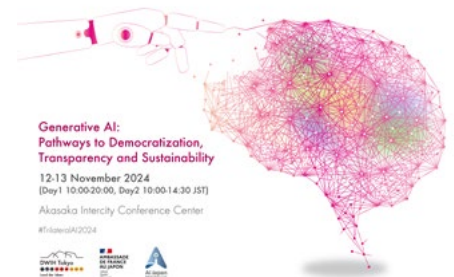 Generative AI:
Pathways to Democratization,
Transparency and Sustainability
12-13 November 2024
(Day1 10:00-20:00, Day2 10:00-14:30 JST)
Akasaka Intercity Conference Center
#TrilateralAI2024
DWIH Tokyo
AMBASSADE
DE FRANCE
AU JAPON
AI Japan